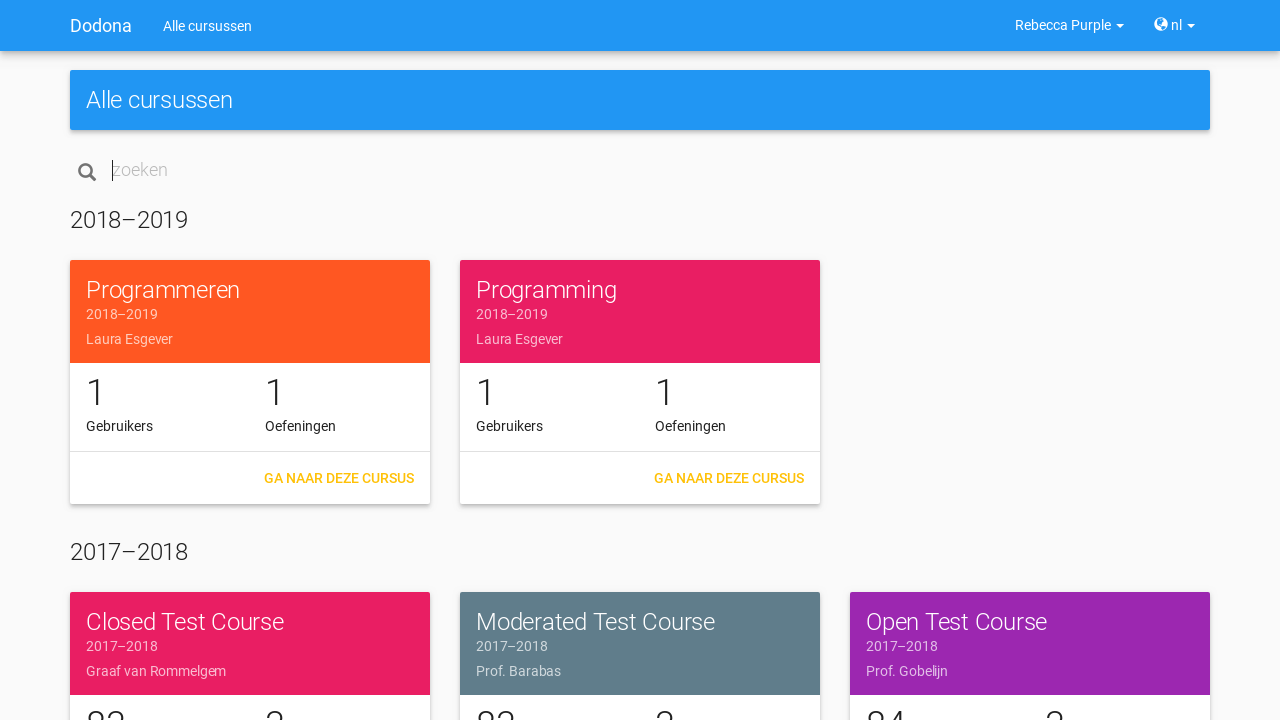 Dodona
Alle cursussen
Rebecca Purple
nl
Alle cursussen
zoeken
2018–2019
Programmeren
2018–2019
Laura Esgever
1
1
Gebruikers
Oefeningen
GA NAAR DEZE CURSUS
Programming
2018–2019
Laura Esgever
1
1
Gebruikers
Oefeningen
GA NAAR DEZE CURSUS
2017–2018
Closed Test Course
2017–2018
Graaf van Rommelgem
Moderated Test Course
2017–2018
Prof. Barabas
Open Test Course
2017–2018
Prof. Gobelijn